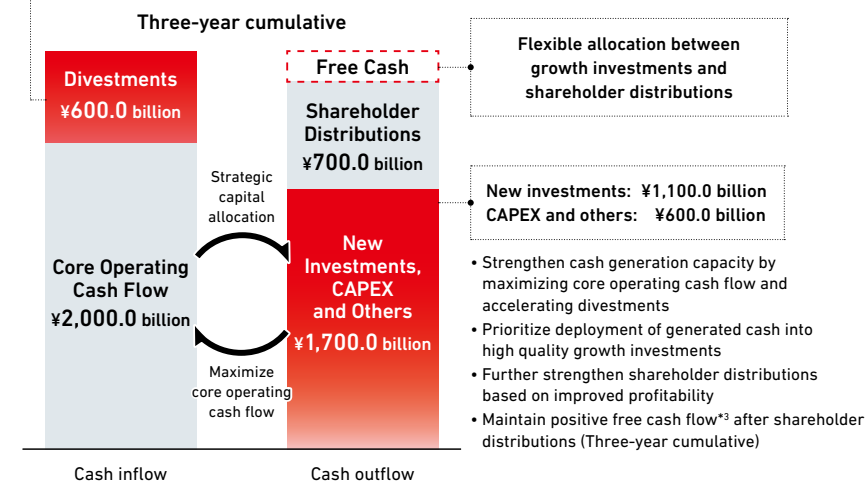 Three-year cumulative
Divestments
¥600.0 billion
Core Operating
Cash Flow
¥2,000.0 billion
Cash inflow
Strategic
capital
allocation
Maximize
core operating
cash flow
Free Cash
Shareholder
Distributions
¥700.0 billion
New
Investments,
CAPEX
and Others
¥1,700.0 billion
Cash outflow
Flexible allocation between
growth investments and
shareholder distributions
New investments: ¥1,100.0 billion
CAPEX and others: ¥600.0 billion
• Strengthen cash generation capacity by
maximizing core operating cash flow and
accelerating divestments
• Prioritize deployment of generated cash into
high quality growth investments
• Further strengthen shareholder distributions
based on improved profitability
• Maintain positive free cash flow*3 after shareholder
distributions (Three-year cumulative)